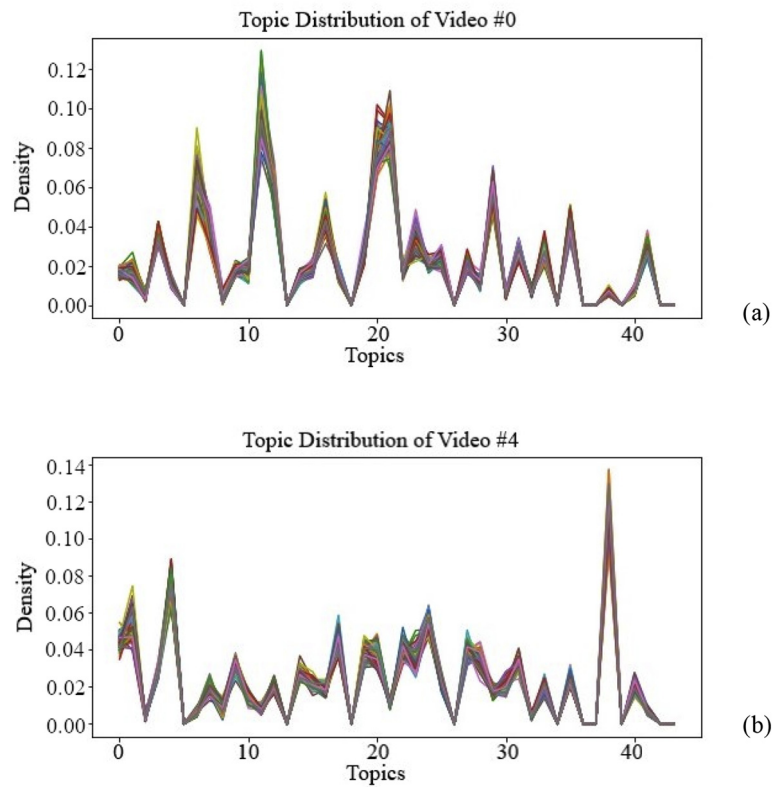 Topic Distribution of Video #0
Density
0.12
0.10
0.08
0.06
0.04
0.02
0.00
0 10 20 30 40
Topics
(a)
Topic Distribution of Video #4
Density
0.14
0.12
0.10
0.08
0.06
0.04
0.02
0.00
0 10 20 30 40
Topics
(b)